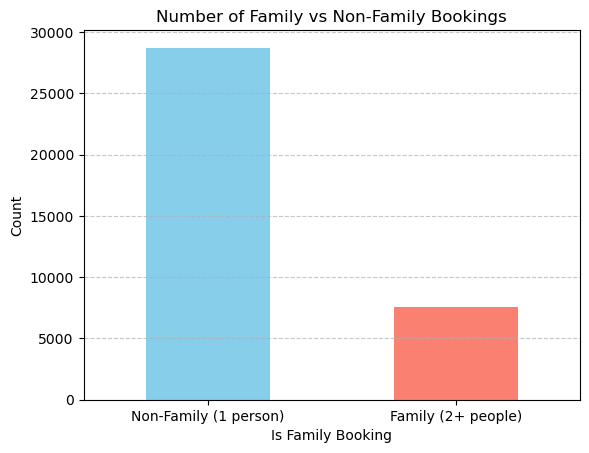 Number of Family vs Non-Family Bookings
30000
25000
20000
15000
10000
5000
0
Count
Non-Family (1 person)
Family (2+ people)
Is Family Booking